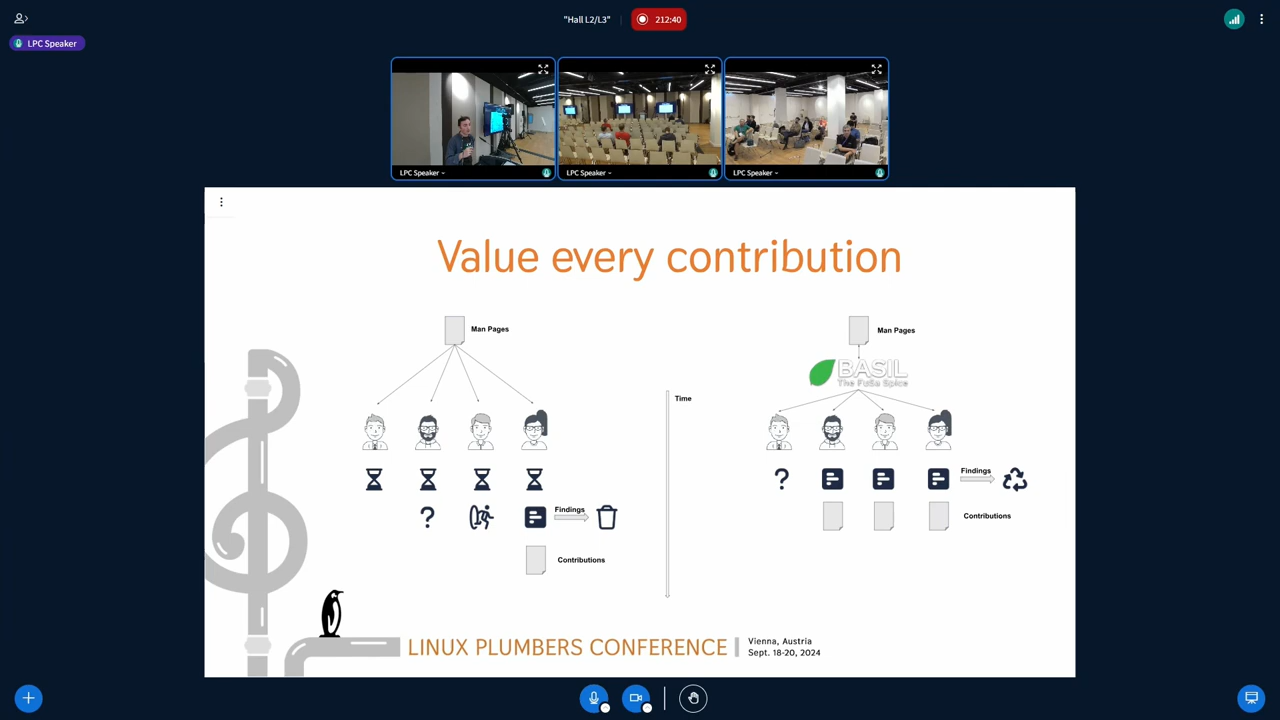 "Hall L2/L3"
212:40
LPC Speaker
LPC Speaker
LPC Speaker
LPC Speaker
Value every contribution
Man Pages
Man Pages
BASIL
The FuSa Spice
Time
?
Findings
Contributions
?
Findings
Contributions
LINUX PLUMBERS CONFERENCE
Vienna, Austria
Sept. 18-20, 2024